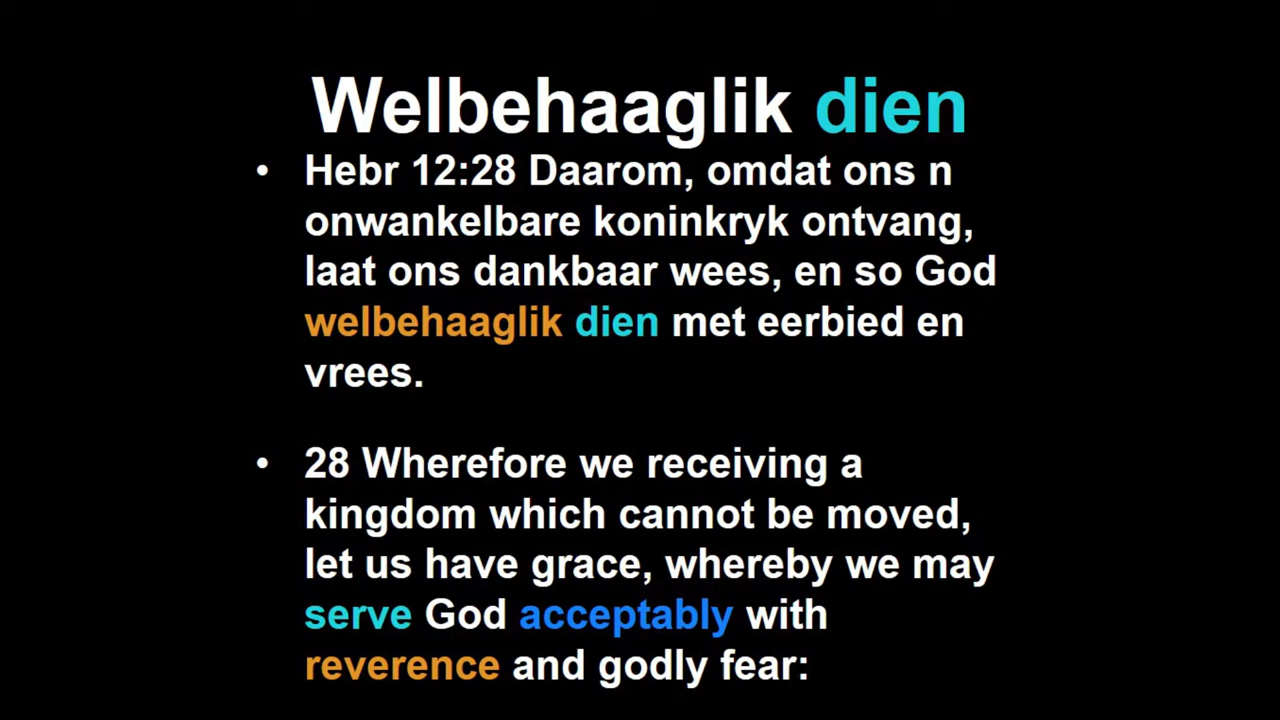 Welbehaaglik dien
• Hebr 12:28 Daarom, omdat ons n
onwankelbare koninkryk ontvang,
laat ons dankbaar wees, en so God
welbehaaglik dien met eerbied en
vrees.
• 28 Wherefore we receiving a
kingdom which cannot be moved,
let us have grace, whereby we may
serve God acceptably with
reverence and godly fear: